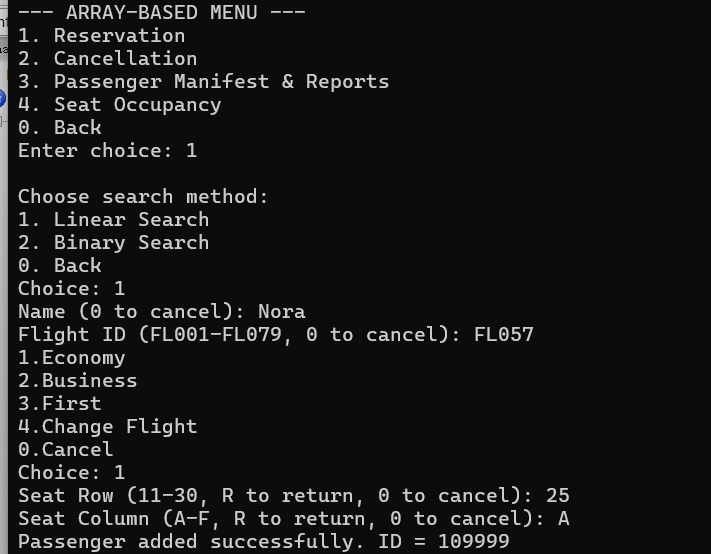 --- ARRAY-BASED MENU ---
1. Reservation
2. Cancellation
3. Passenger Manifest & Reports
4. Seat Occupancy
0. Back
Enter choice: 1
Choose search method:
1. Linear Search
2. Binary Search
0. Back
Choice: 1
Name (0 to cancel): Nora
Flight ID (FL001-FL079, 0 to cancel): FL057
1.Economy
2.Business
3.First
4.Change Flight
0.Cancel
Choice: 1
Seat Row (11-30, R to return, 0 to cancel): 25
Seat Column (A-F, R to return, 0 to cancel): A
Passenger added successfully. ID = 109999